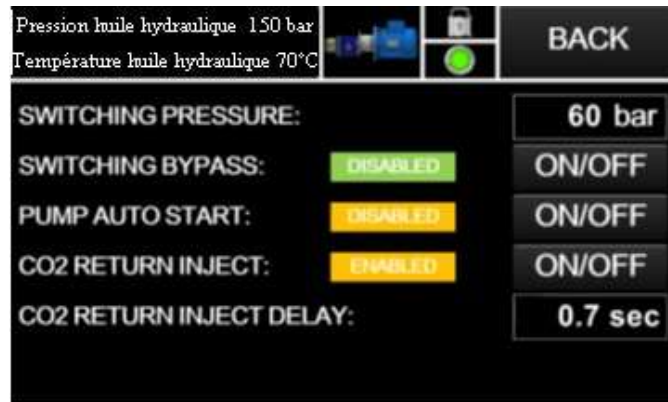 Pression huile hydraulique 150 bar
Température huile hydraulique 70°C
BACK
SWITCHING PRESSURE: 60 bar
SWITCHING BYPASS: DISABLED ON/OFF
PUMP AUTO START: DISABLED ON/OFF
CO2 RETURN INJECT: ENABLED ON/OFF
CO2 RETURN INJECT DELAY: 0.7 sec